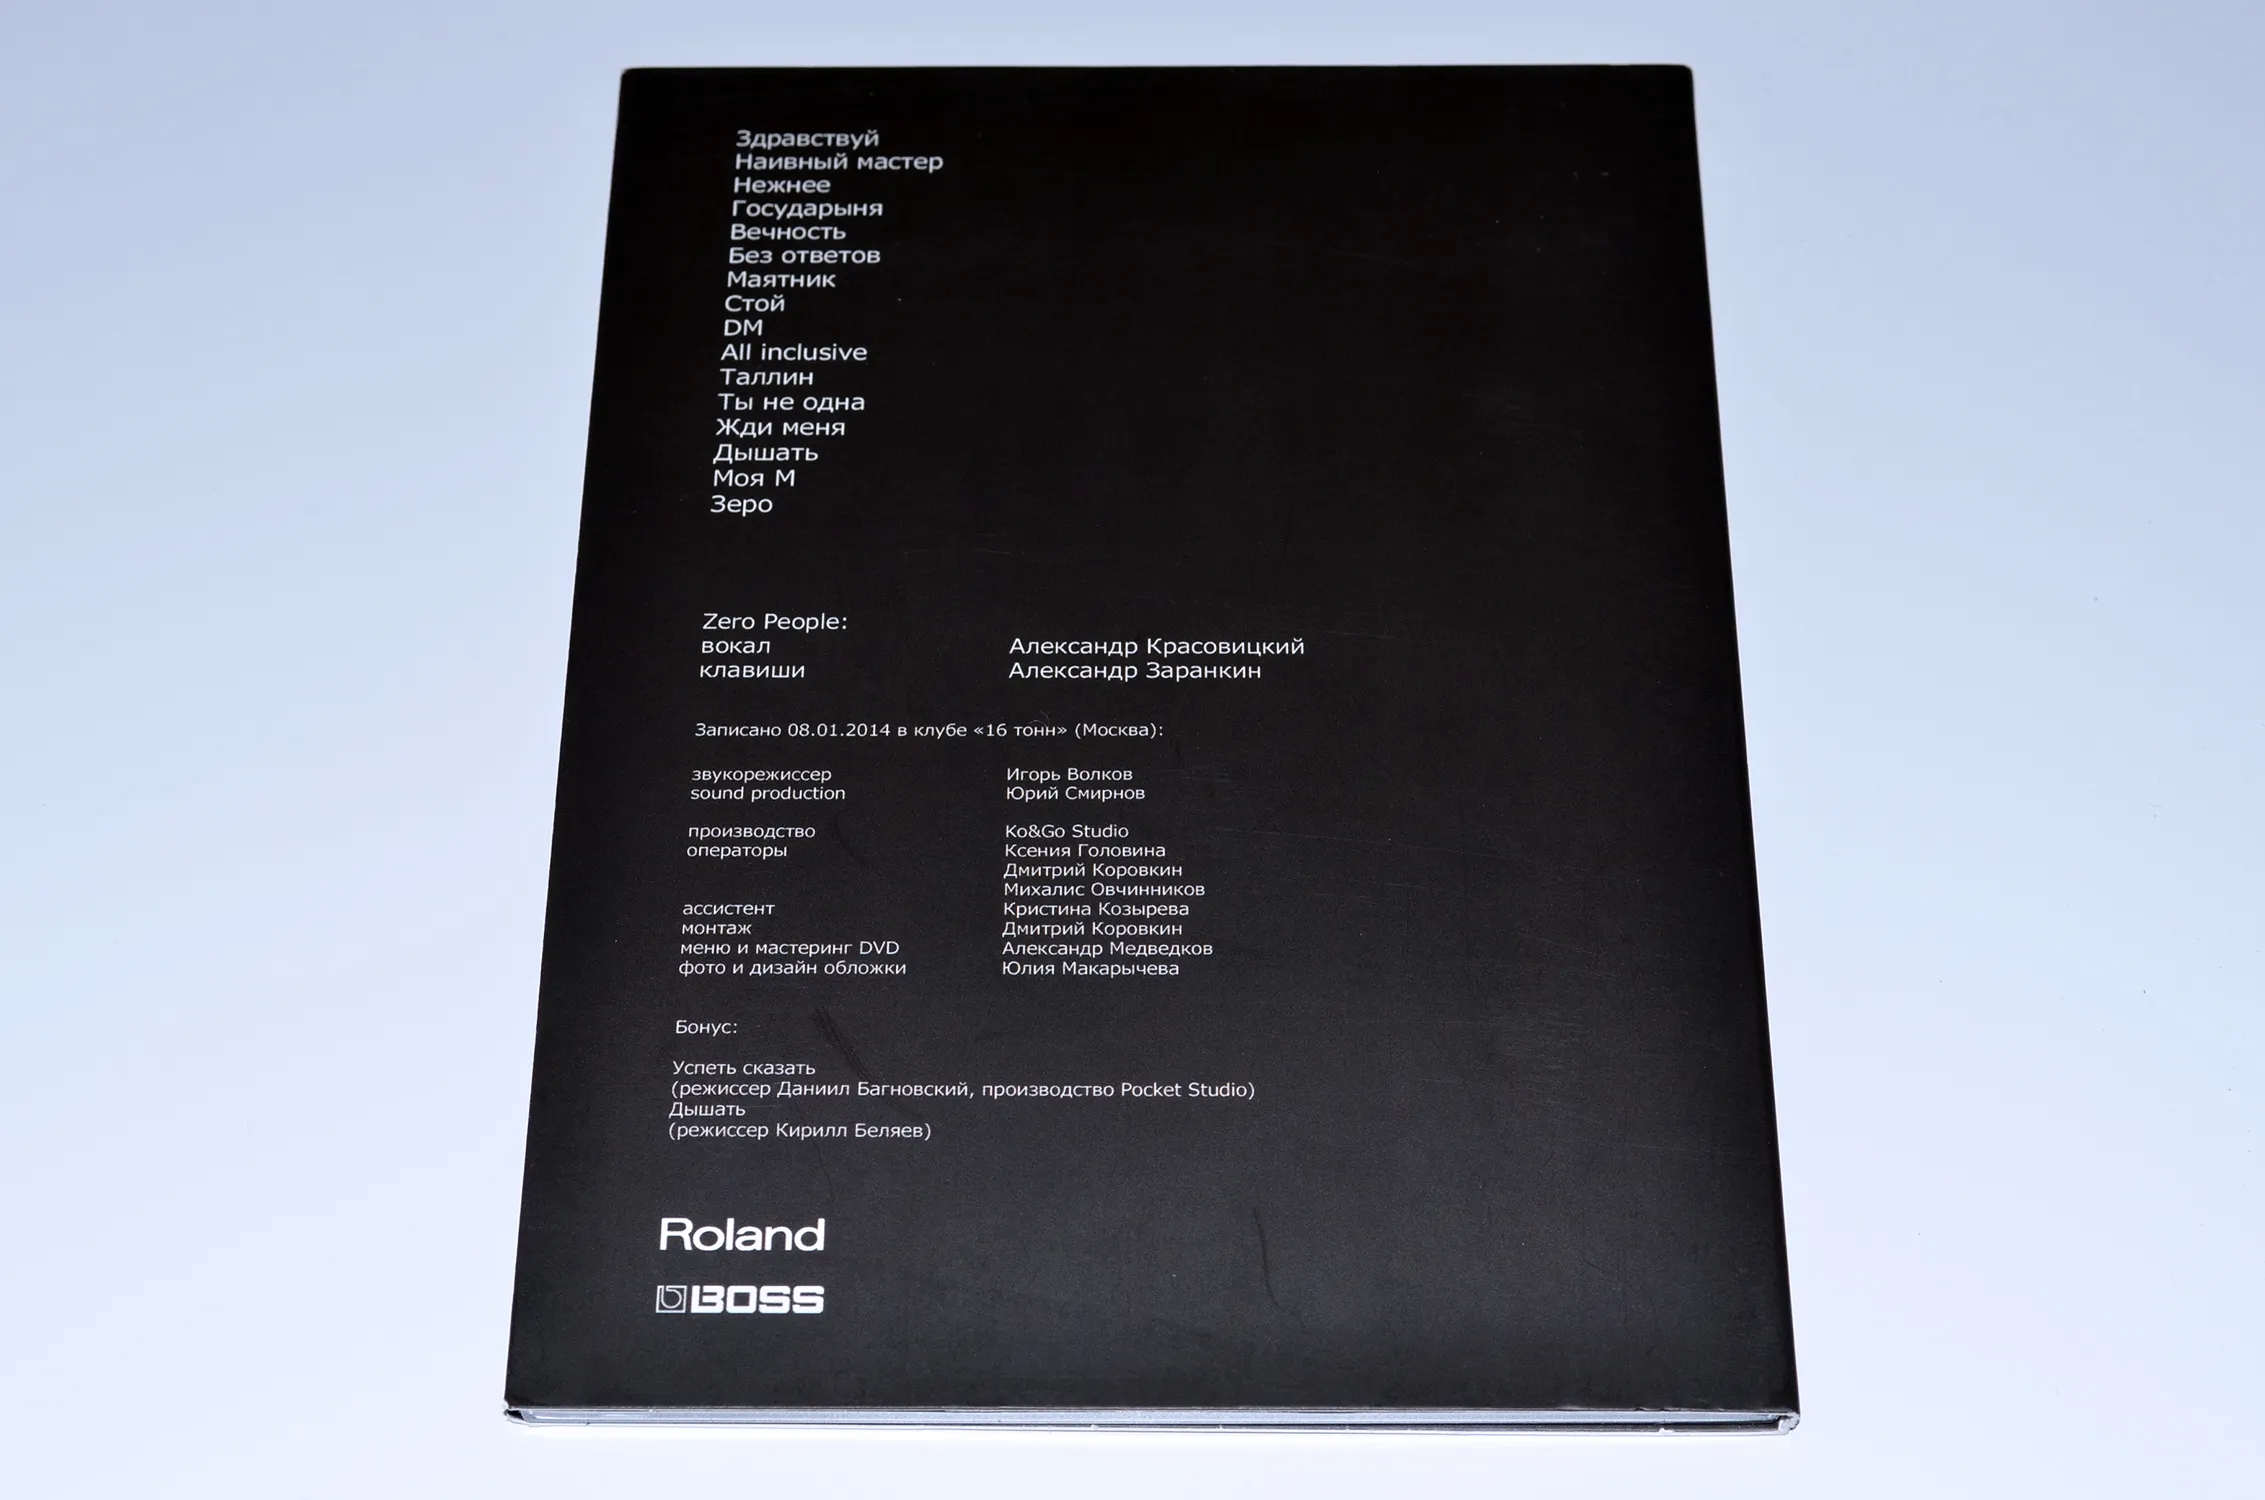 Здравствуй
Наивный мастер
Нежнее
Государыня
Вечность
Без ответов
Маятник
Стой
DM
All inclusive
Таллин
Ты не одна
Жди меня
Дышать
Моя М
Зеро
Zero People:
вокал Александр Красовицкий
клавиши Александр Заранкин
Записано 08.01.2014 в клубе «16 тонн» (Москва):
звукорежиссер Игорь Волков
sound production Юрий Смирнов
производство Ko&Go Studio
операторы Ксения Головина
Дмитрий Коровкин
Михалис Овчинников
ассистент Кристина Козырева
монтаж Дмитрий Коровкин
меню и мастеринг DVD Александр Медведков
фото и дизайн обложки Юлия Макарычева
Бонус:
Успеть сказать
(режиссер Даниил Багновский, производство Pocket Studio)
Дышать
(режиссер Кирилл Беляев)
Roland
BOSS